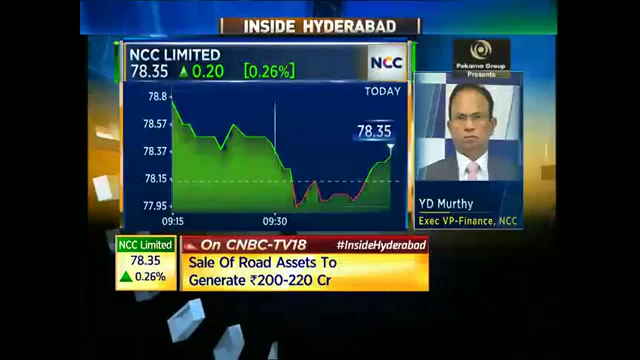 INSIDE HYDERABAD
NCC LIMITED
78.35 ▲ 0.20 [0.26%]
NCC
TODAY
78.8
78.57
78.37
78.15
77.95
78.35
09:15
09:30
Pokarna Group
Presents
YD Murthy
Exec VP-Finance, NCC
NCC Limited
78.35
▲ 0.26%
On CNBC-TV18
#InsideHyderabad
Sale Of Road Assets To
Generate ₹200-220 Cr